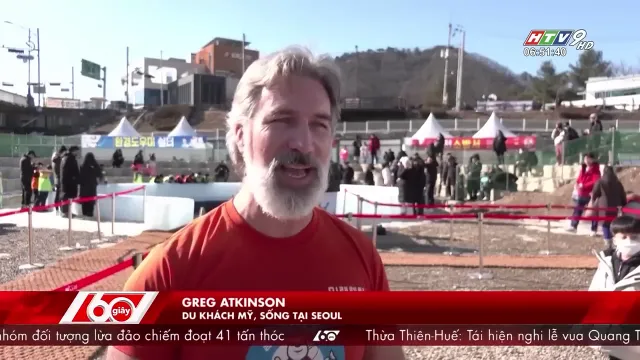 HTV9 HD
06:51:40
60 giây
GREG ATKINSON
DU KHÁCH MỸ, SỐNG TẠI SEOUL
nhóm đối tượng lừa đảo chiếm đoạt 41 tấn thóc
Thừa Thiên-Huế: Tái hiện nghi lễ vua Quang T